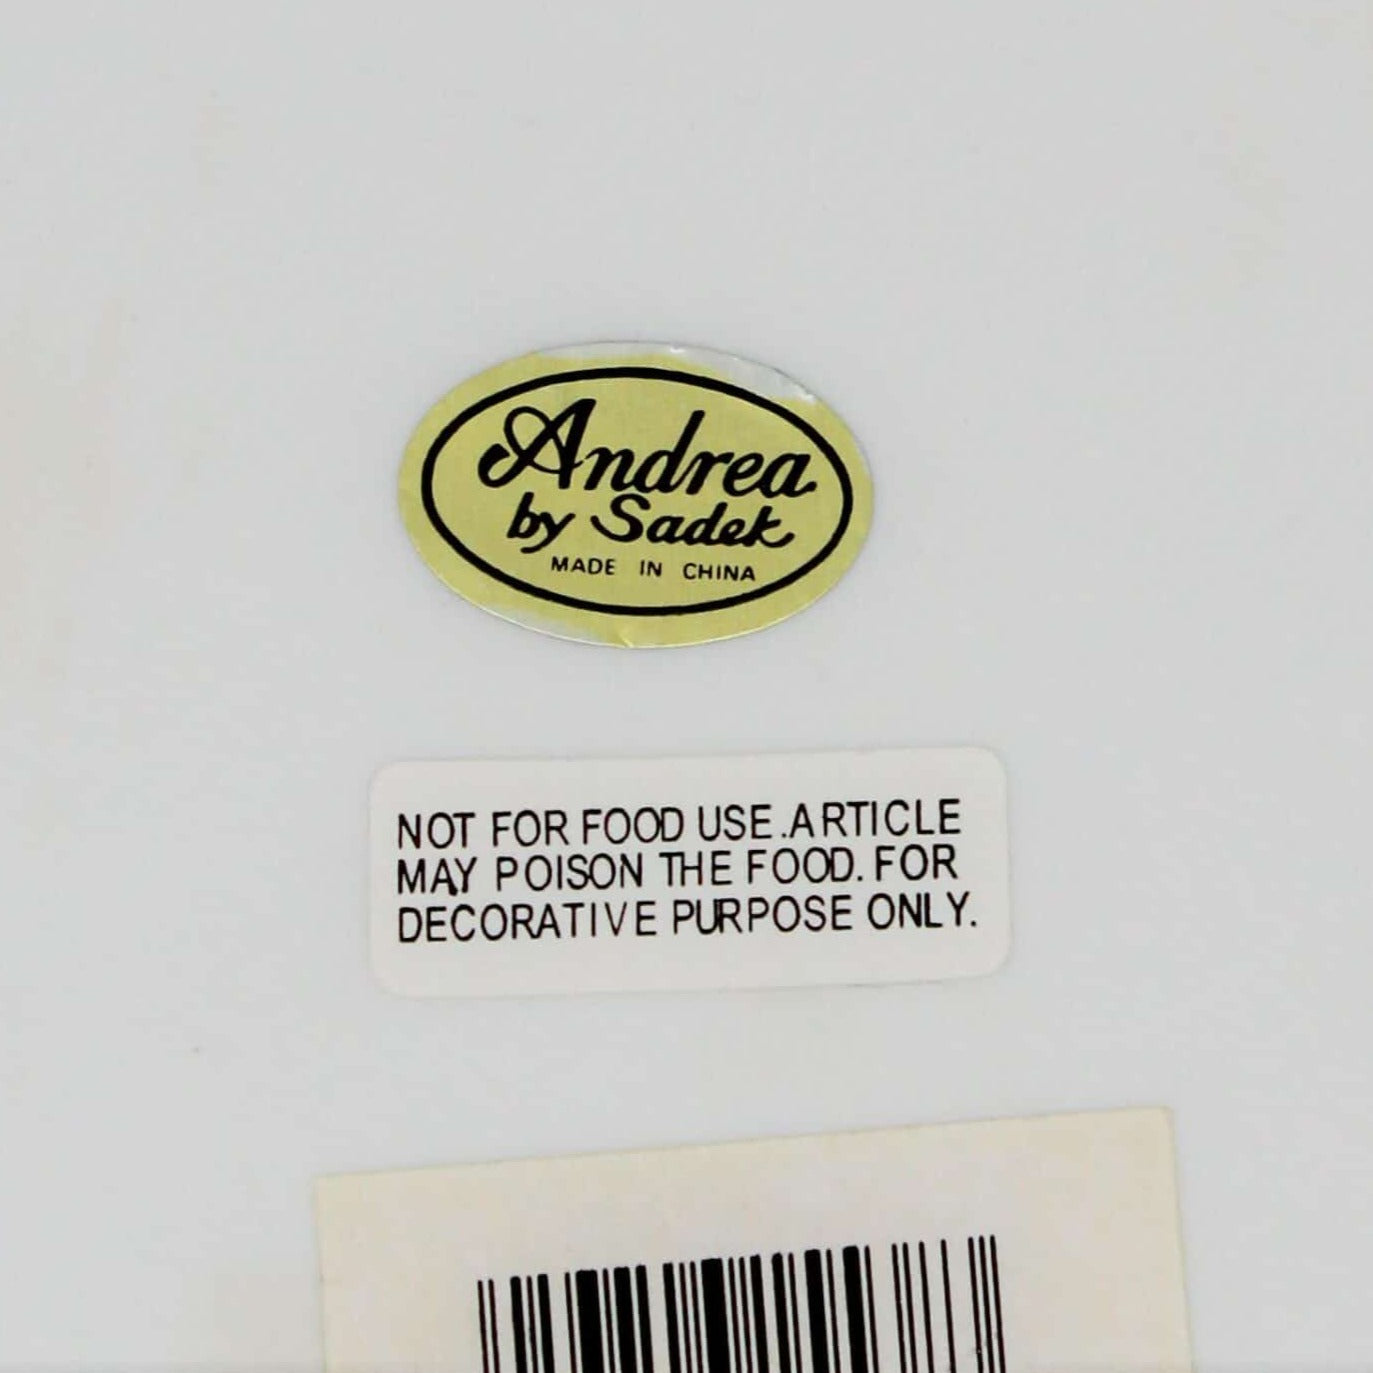 Andrea
by Sadek
MADE IN CHINA
NOT FOR FOOD USE.ARTICLE
MAY POISON THE FOOD. FOR
DECORATIVE PURPOSE ONLY.